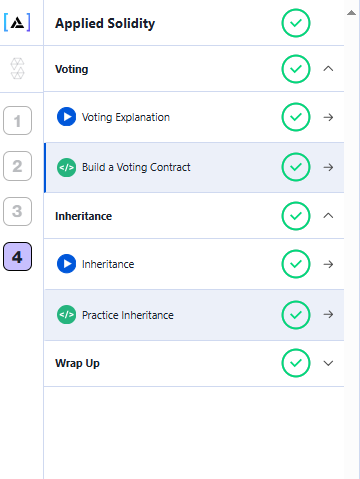 Applied Solidity
Voting
Voting Explanation
1
</> Build a Voting Contract
2
3
Inheritance
4
Inheritance
</> Practice Inheritance
Wrap Up